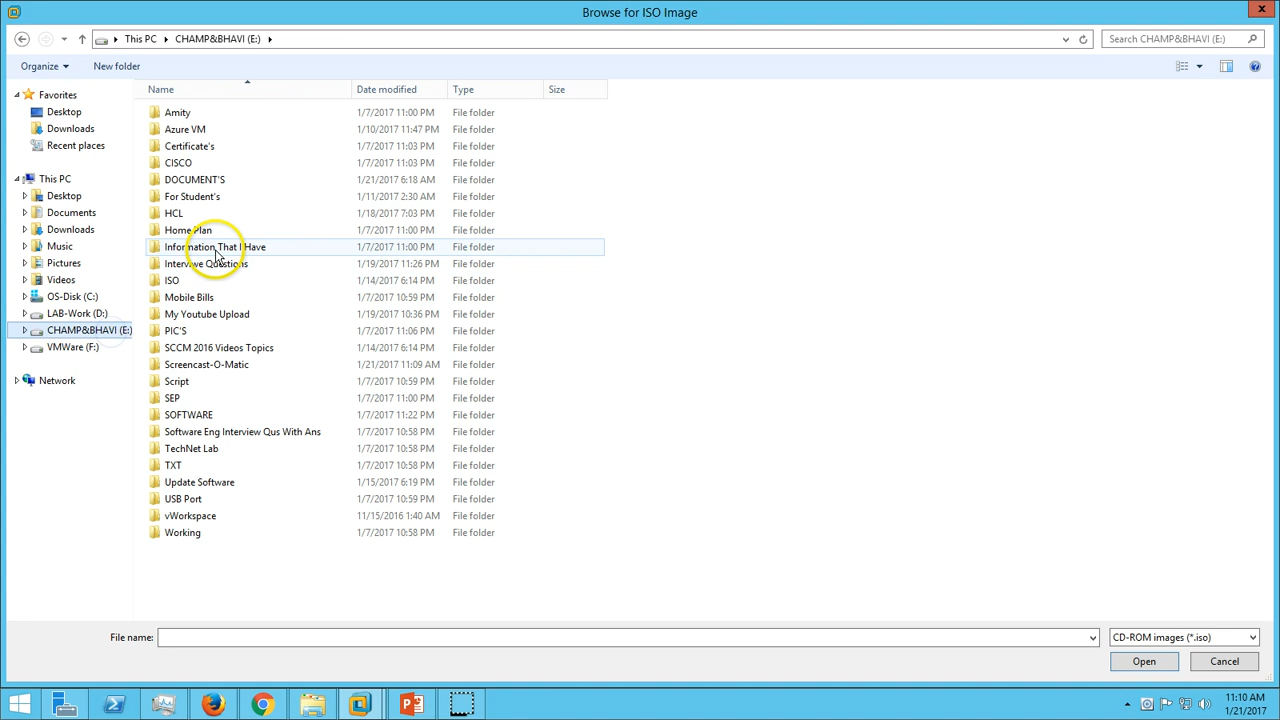 Browse for ISO Image
x
This PC CHAMP&BHAVI (E:) Search CHAMP&BHAVI (E:)
Organize New folder
Name Date modified Type Size
Favorites
Desktop
Downloads
Recent places
This PC
Desktop
Documents
Downloads
Music
Pictures
Videos
OS-Disk (C:)
LAB-Work (D:)
CHAMP&BHAVI (E:)
VMWare (F:)
Network
Amity 1/7/2017 11:00 PM File folder
Azure VM 1/10/2017 11:47 PM File folder
Certificate's 1/7/2017 11:03 PM File folder
CISCO 1/7/2017 11:03 PM File folder
DOCUMENT'S 1/21/2017 6:18 AM File folder
For Student's 1/11/2017 2:30 AM File folder
HCL 1/18/2017 7:03 PM File folder
Home Plan 1/7/2017 11:00 PM File folder
Information That I Have 1/7/2017 11:00 PM File folder
Interviwe Questions 1/19/2017 11:26 PM File folder
ISO 1/14/2017 6:14 PM File folder
Mobile Bills 1/7/2017 10:59 PM File folder
My Youtube Upload 1/19/2017 10:36 PM File folder
PIC'S 1/7/2017 11:06 PM File folder
SCCM 2016 Videos Topics 1/14/2017 6:14 PM File folder
Screencast-O-Matic 1/21/2017 11:09 AM File folder
Script 1/7/2017 10:59 PM File folder
SEP 1/7/2017 11:00 PM File folder
SOFTWARE 1/7/2017 11:22 PM File folder
Software Eng Interview Qus With Ans 1/7/2017 10:58 PM File folder
TechNet Lab 1/7/2017 10:58 PM File folder
TXT 1/7/2017 10:58 PM File folder
Update Software 1/15/2017 6:19 PM File folder
USB Port 1/7/2017 10:59 PM File folder
vWorkspace 11/15/2016 1:40 AM File folder
Working 1/7/2017 10:58 PM File folder
File name: CD-ROM images (*.iso)
Open Cancel
11:10 AM
1/21/2017